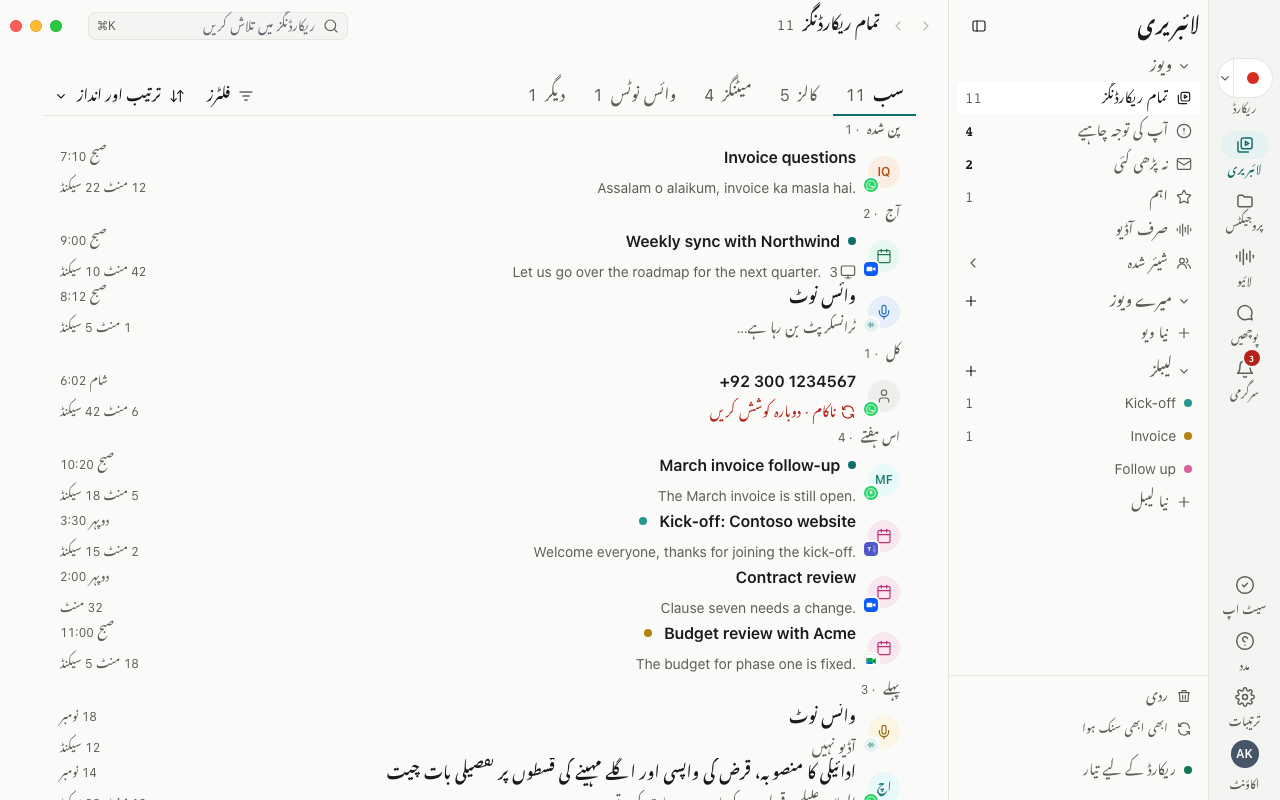 ریکارڈ
لائبریری
پروجیکٹس
لائیو
پوچھیں
3
سرگرمی
سیٹ اپ
مدد
ترتیبات
AK
اکاؤنٹ
لائبریری
ویوز
تمام ریکارڈنگز 11
آپ کی توجہ چاہیے 4
نہ پڑھی گئی 2
اہم 1
صرف آڈیو
شیئر شدہ
میرے ویوز
نیا ویو
لیبلز
Kick-off 1
Invoice 1
Follow up
نیا لیبل
ردی
ابھی ابھی سنک ہوا
ریکارڈ کے لیے تیار
تمام ریکارڈنگز 11
ریکارڈنگز میں تلاش کریں ⌘K
سب 11 کالز 5 میٹنگز 4 وائس نوٹس 1 دیگر 1
فلٹرز ترتیب اور انداز
پن شدہ · 1
IQ Invoice questions 7:10 صبح
Assalam o alaikum, invoice ka masla hai. 12 منٹ 22 سیکنڈ
آج · 2
Weekly sync with Northwind 9:00 صبح
3 Let us go over the roadmap for the next quarter. 42 منٹ 10 سیکنڈ
وائس نوٹ 8:12 صبح
ٹرانسکرپٹ بن رہا ہے... 1 منٹ 5 سیکنڈ
کل · 1
+92 300 1234567 6:02 شام
ناکام · دوبارہ کوشش کریں 6 منٹ 42 سیکنڈ
اس ہفتے · 4
MF March invoice follow-up 10:20 صبح
The March invoice is still open. 5 منٹ 18 سیکنڈ
Kick-off: Contoso website 3:30 دوپہر
Welcome everyone, thanks for joining the kick-off. 2 منٹ 15 سیکنڈ
Contract review 2:00 دوپہر
Clause seven needs a change. 32 منٹ
Budget review with Acme 11:00 صبح
The budget for phase one is fixed. 18 منٹ 5 سیکنڈ
پہلے · 3
وائس نوٹ 18 نومبر
آڈیو نہیں 12 سیکنڈ
اچ ادائیگی کا منصوبہ، قرض کی واپسی اور اگلے مہینے کی قسطوں پر تفصیلی بات چیت 14 نومبر